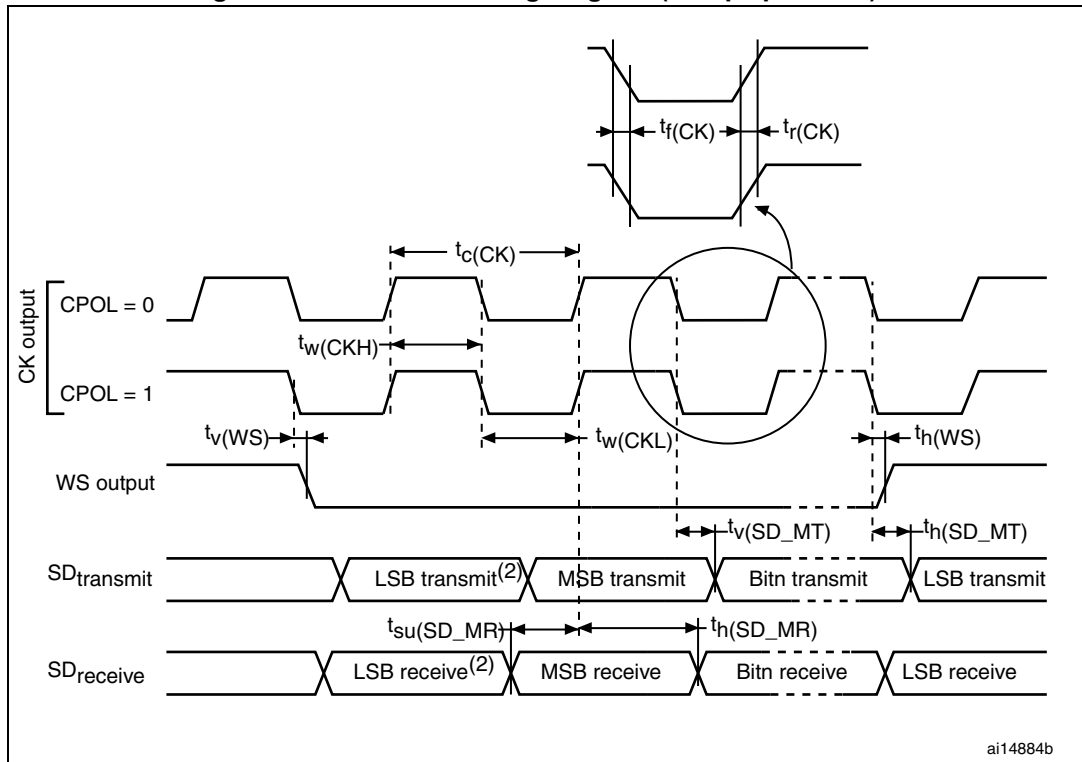 tf(CK)
tr(CK)
tc(CK)
CK output
CPOL = 0
tw(CKH)
CPOL = 1
tv(WS)
tw(CKL)
th(WS)
WS output
tv(SD_MT)
th(SD_MT)
SDtransmit
LSB transmit(2)
MSB transmit
Bitn transmit
LSB transmit
tsu(SD_MR)
th(SD_MR)
SDreceive
LSB receive(2)
MSB receive
Bitn receive
LSB receive
ai14884b